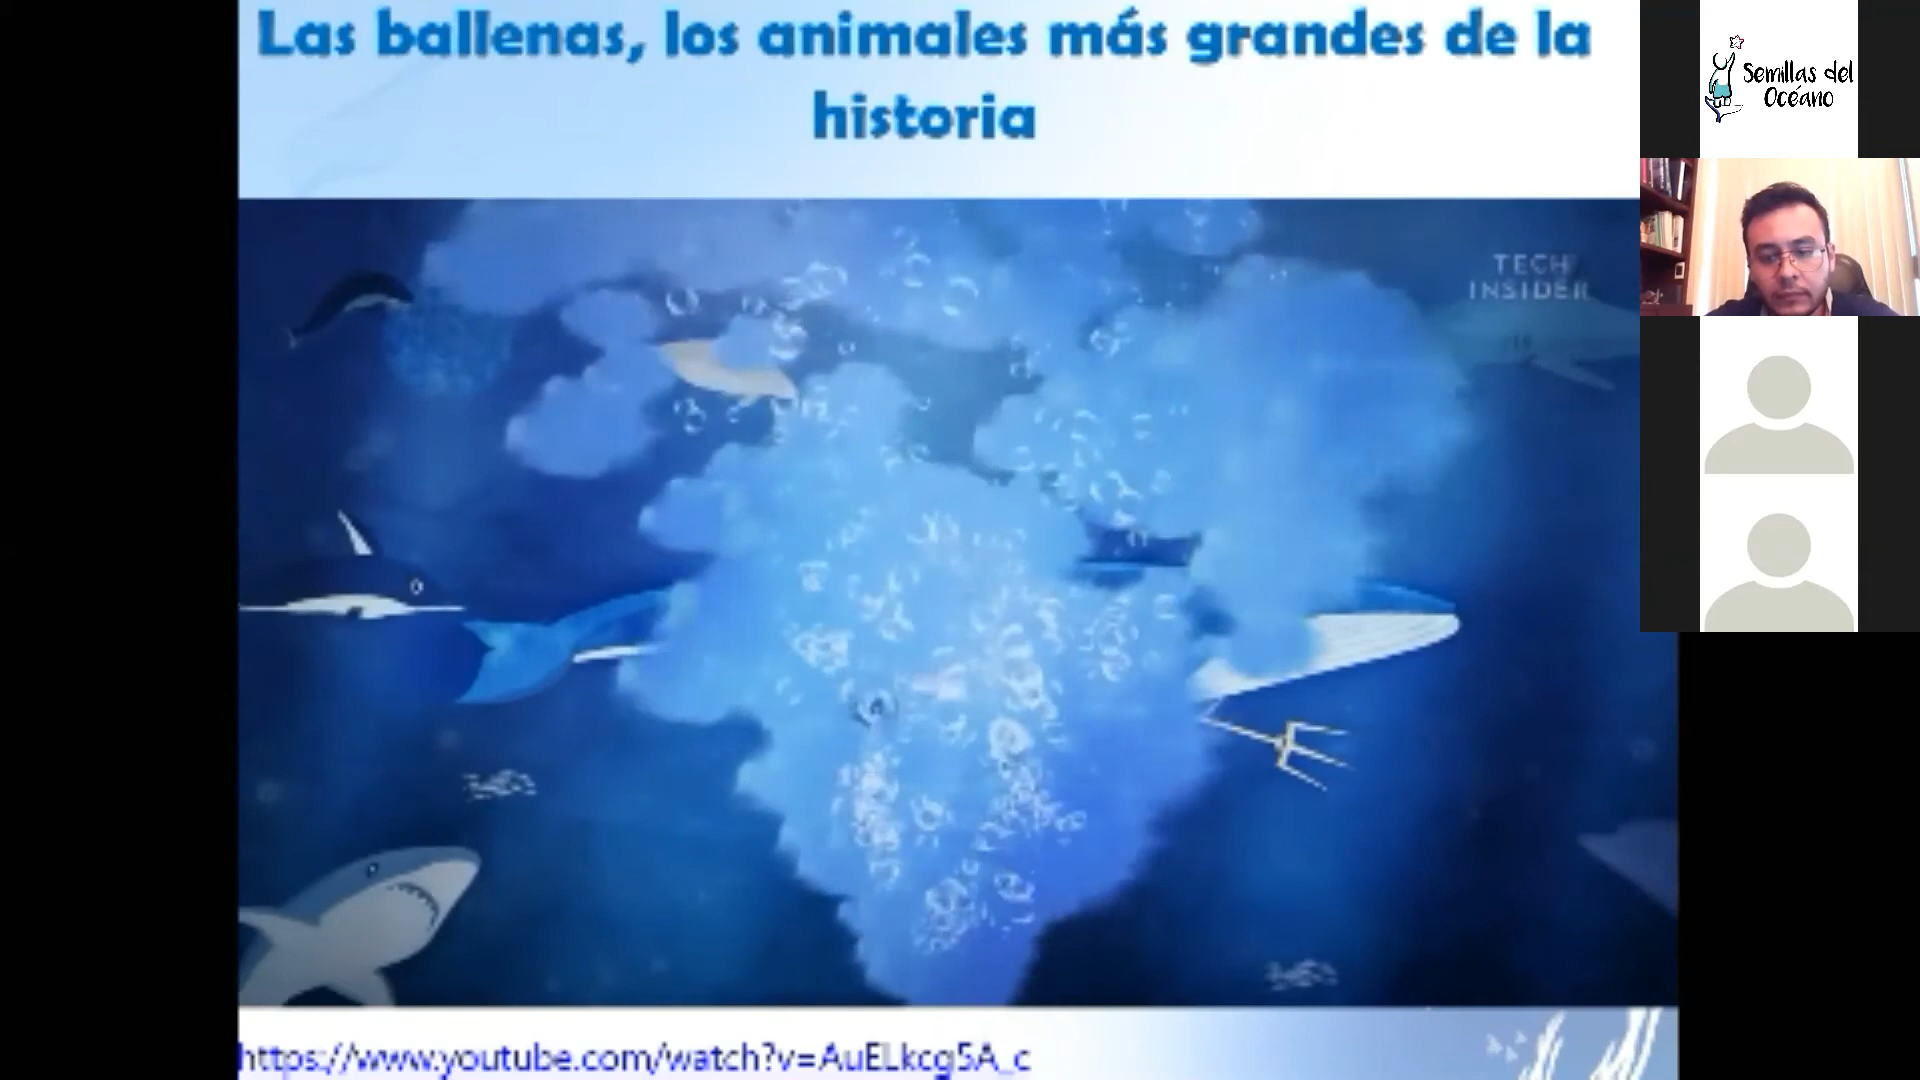 Las ballenas, los animales más grandes de la
historia
TECH
INSIDER
Semillas del
Océano
https://www.youtube.com/watch?v=AuELkcg5A_c